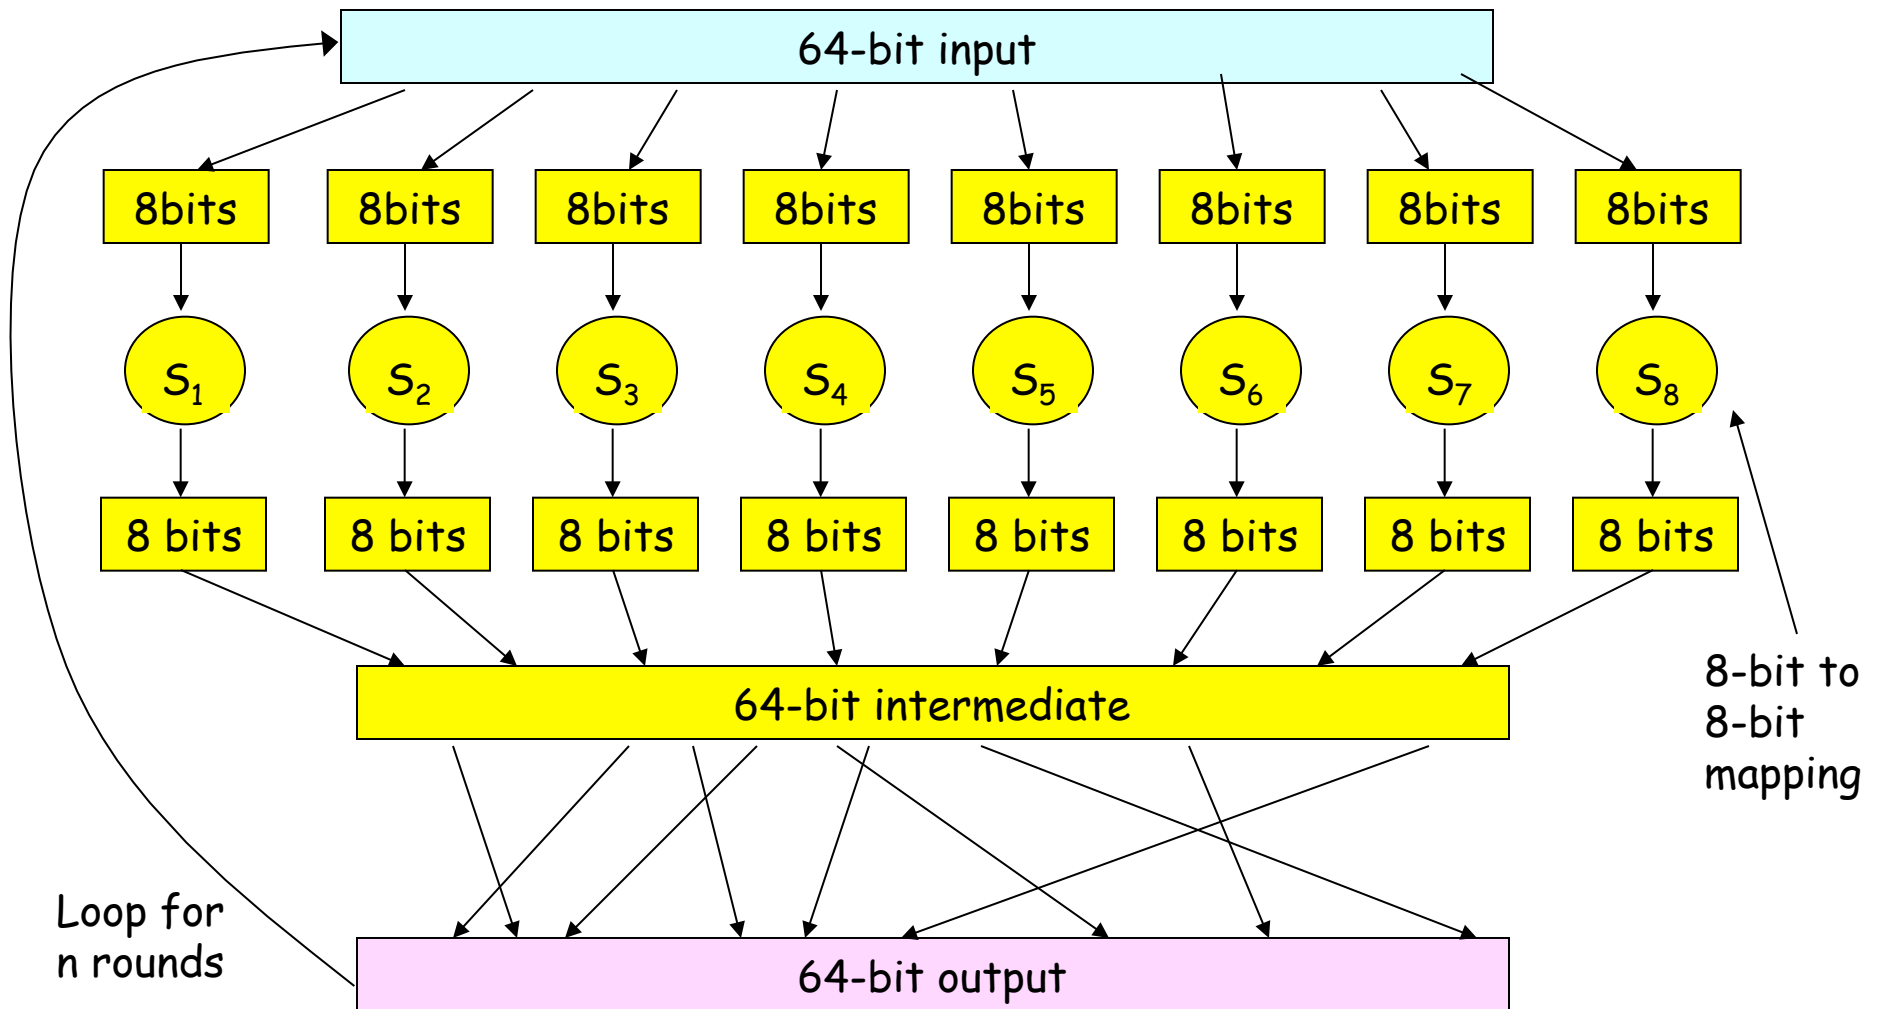 64-bit input
8bits 8bits 8bits 8bits 8bits 8bits 8bits 8bits
S₁ S₂ S₃ S₄ S₅ S₆ S₇ S₈
8 bits 8 bits 8 bits 8 bits 8 bits 8 bits 8 bits 8 bits
64-bit intermediate
8-bit to
8-bit
mapping
Loop for
n rounds
64-bit output